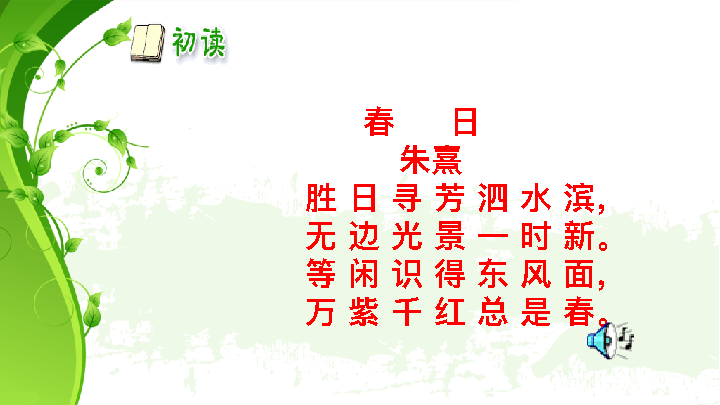 初读
春 日
朱熹
胜日寻芳泗水滨，
无边光景一时新。
等闲识得东风面，
万紫千红总是春。